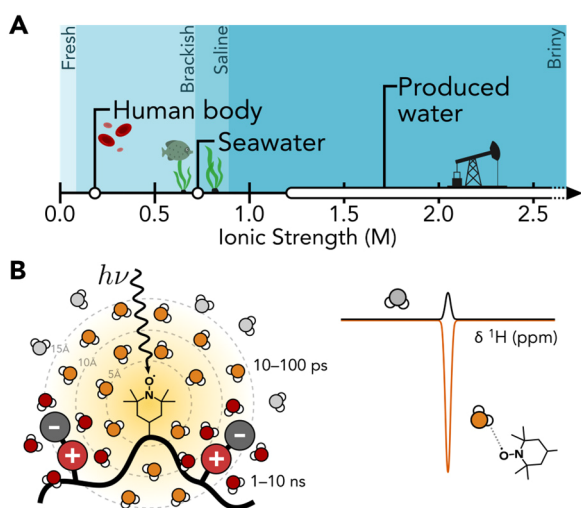 A
Fresh
Brackish
Saline
Briny
Human body
Seawater
Produced
water
0.0 0.5 1.0 1.5 2.0 2.5
Ionic Strength (M)
B
hν
15Å
10Å
5Å
10–100 ps
O•
N
-
+
+
-
1–10 ns
δ ¹H (ppm)
O–N